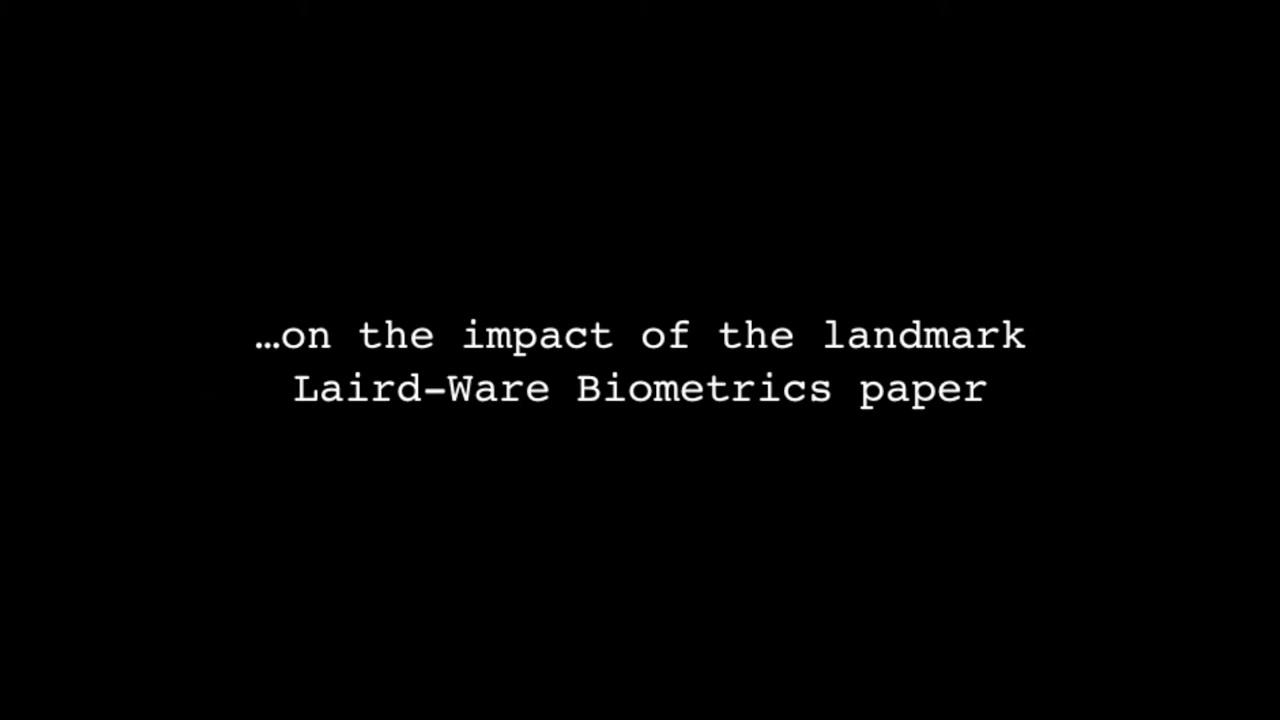 …on the impact of the landmark
Laird-Ware Biometrics paper